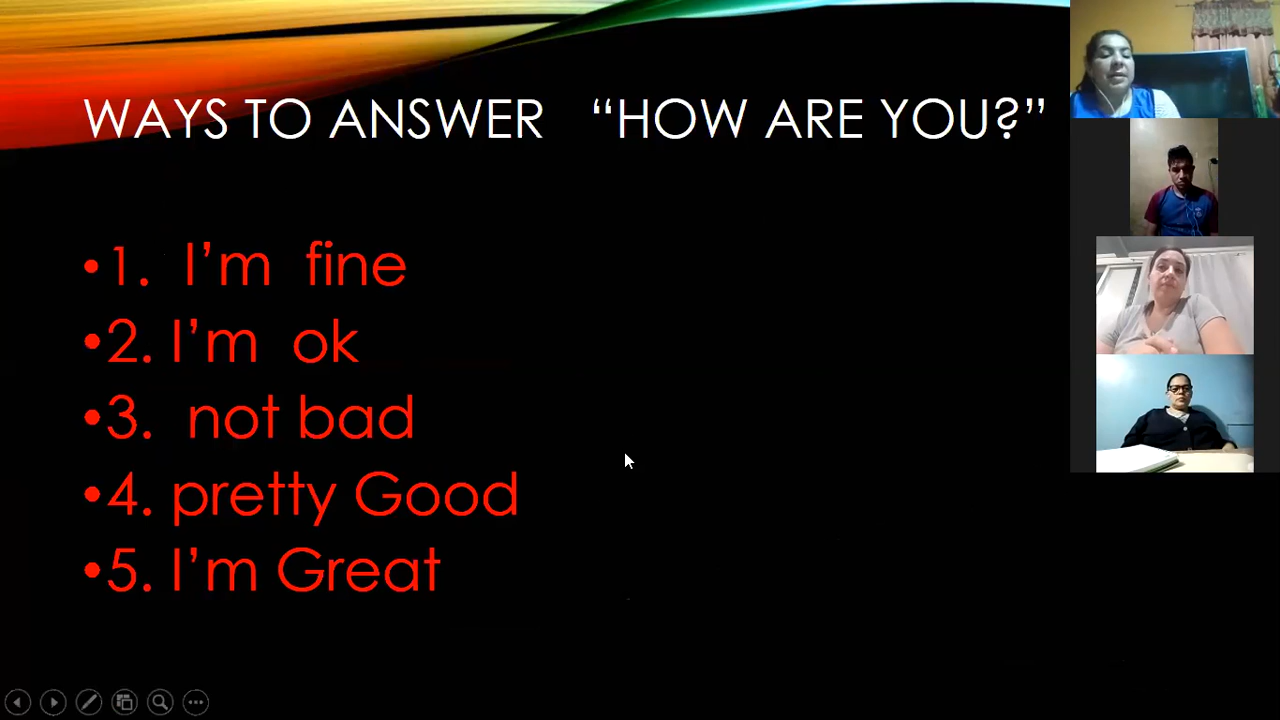 WAYS TO ANSWER “HOW ARE YOU?”
•1. I’m fine
•2. I’m ok
•3. not bad
•4. pretty Good
•5. I’m Great